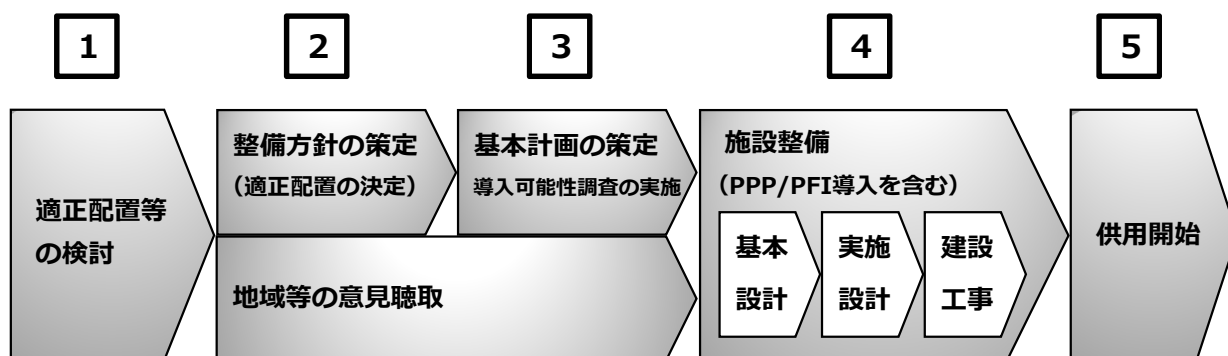 1
2
3
4
5
適正配置等
の検討
整備方針の策定
（適正配置の決定）
基本計画の策定
導入可能性調査の実施
地域等の意見聴取
施設整備
（PPP/PFI導入を含む）
基本
設計
実施
設計
建設
工事
供用開始